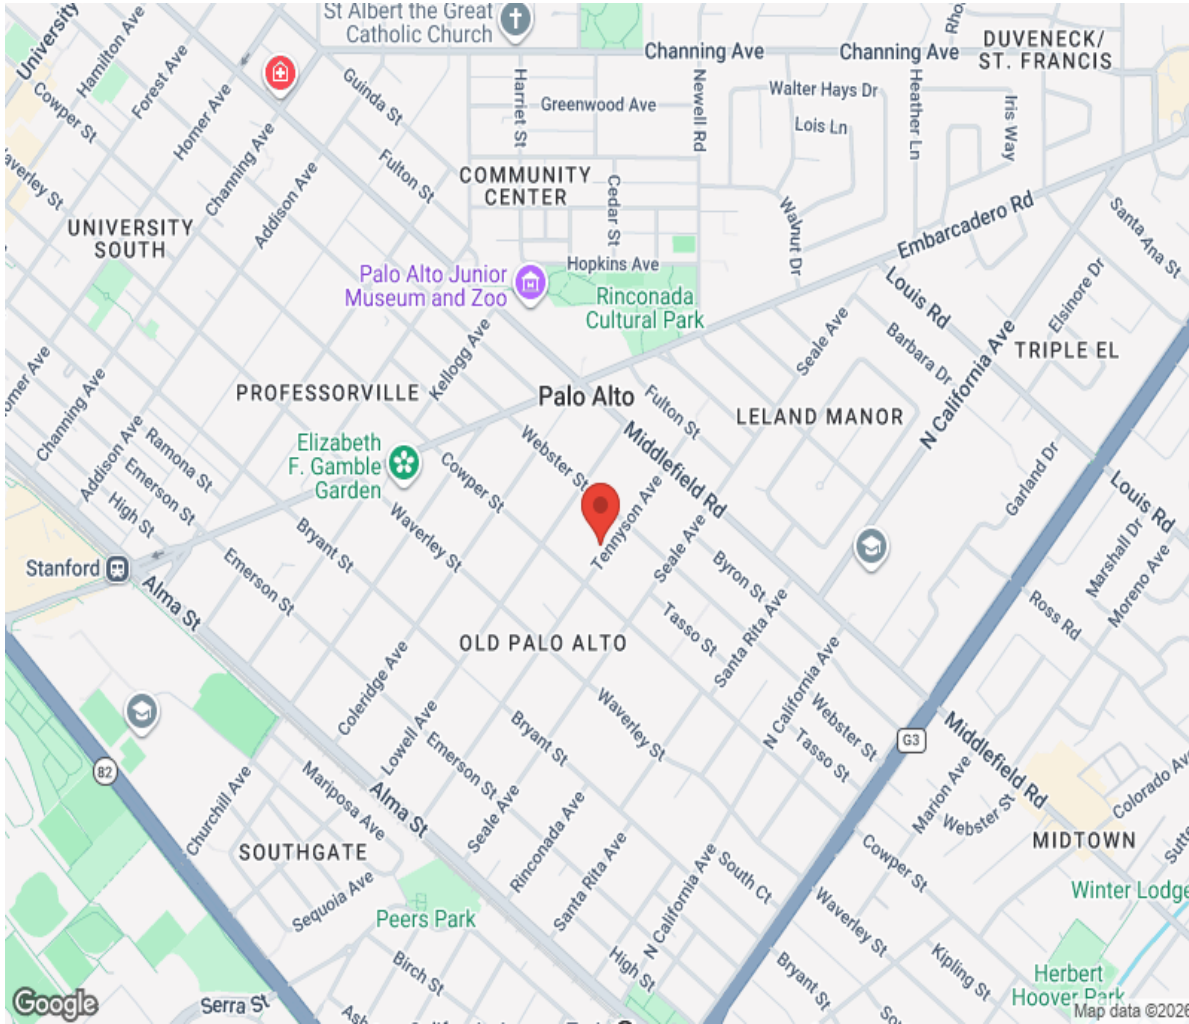 St Albert the Great
Catholic Church
University
Hamilton Ave
Forest Ave
Homer Ave
Cowper St
Waverley St
Channing Ave
Addison Ave
Guinda St
Fulton St
Harriet St
Greenwood Ave
Channing Ave
Channing Ave
Newell Rd
Walter Hays Dr
Lois Ln
Heather Ln
Iris Way
DUVENECK/
ST. FRANCIS
COMMUNITY
CENTER
Cedar St
Hopkins Ave
Walnut Dr
Embarcadero Rd
Santa Ana St
UNIVERSITY
SOUTH
Palo Alto Junior
Museum and Zoo
Rinconada
Cultural Park
Louis Rd
Barbara Dr
Elsinore Dr
Seale Ave
N California Ave
TRIPLE EL
Kellogg Ave
PROFESSORVILLE
Palo Alto
Fulton St
LELAND MANOR
Homer Ave
Channing Ave
Addison Ave
Ramona St
Emerson St
High St
Elizabeth
F. Gamble
Garden
Cowper St
Webster St
Middlefield Rd
Garland Dr
Louis Rd
Marshall Dr
Moreno Ave
Ross Rd
Bryant St
Waverley St
Tennyson Ave
Seale Ave
Byron St
Stanford
Alma St
Emerson St
Tasso St
Santa Rita Ave
OLD PALO ALTO
N California Ave
Coleridge Ave
Lowell Ave
Waverley St
Webster St
Tasso St
G3
Middlefield Rd
82
Bryant St
Emerson St
Churchill Ave
Mariposa Ave
Alma St
Seale Ave
Rinconada Ave
Santa Rita Ave
N California Ave
South Ct
Marion Ave
Webster St
Colorado Ave
MIDTOWN
Cowper St
SOUTHGATE
Sequoia Ave
Peers Park
Winter Lodge
Waverley St
Kipling St
Bryant St
High St
Birch St
Herbert
Hoover Park
Serra St
Google
Map data ©2026